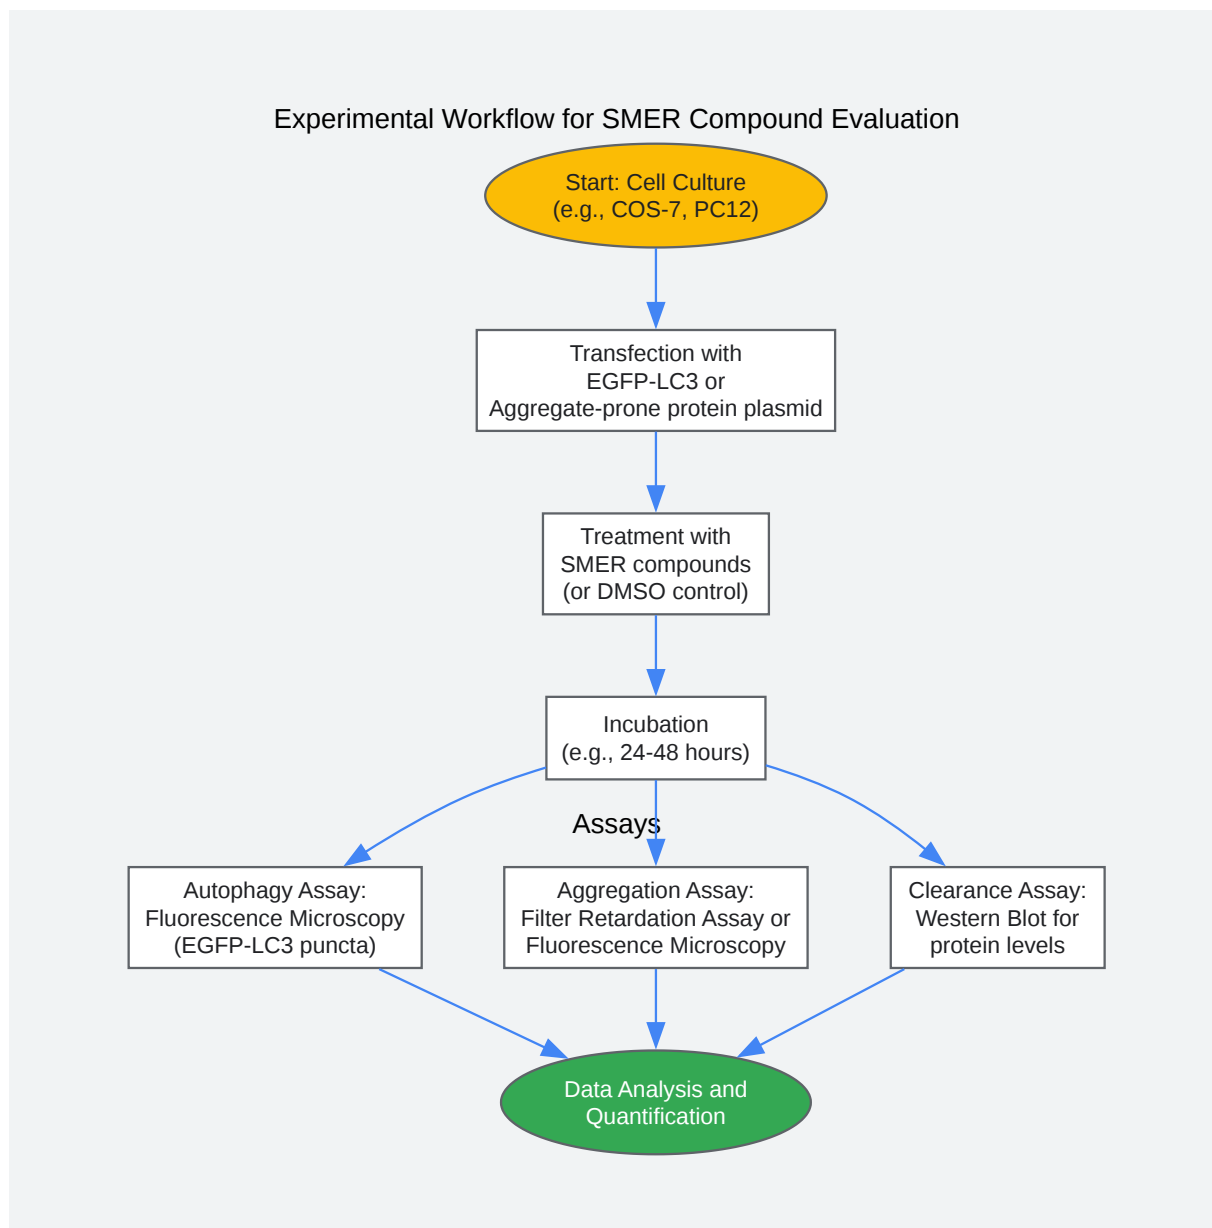 Experimental Workflow for SMER Compound Evaluation
Start: Cell Culture
(e.g., COS-7, PC12)
Transfection with
EGFP-LC3 or
Aggregate-prone protein plasmid
Treatment with
SMER compounds
(or DMSO control)
Incubation
(e.g., 24-48 hours)
Assays
Autophagy Assay:
Fluorescence Microscopy
(EGFP-LC3 puncta)
Aggregation Assay:
Filter Retardation Assay or
Fluorescence Microscopy
Clearance Assay:
Western Blot for
protein levels
Data Analysis and
Quantification